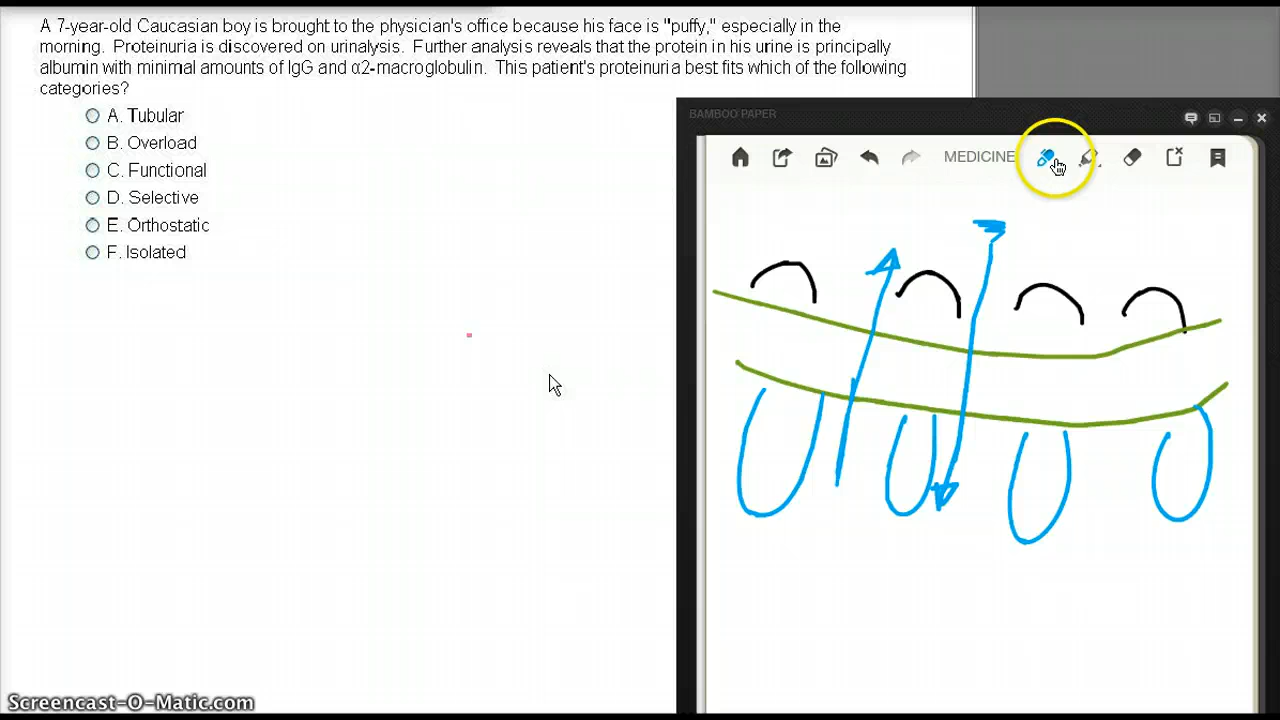 A 7-year-old Caucasian boy is brought to the physician's office because his face is "puffy," especially in the
morning. Proteinuria is discovered on urinalysis. Further analysis reveals that the protein in his urine is principally
albumin with minimal amounts of IgG and α2-macroglobulin. This patient's proteinuria best fits which of the following
categories?
A. Tubular
B. Overload
C. Functional
D. Selective
E. Orthostatic
F. Isolated
BAMBOO PAPER
MEDICINE
Screencast-O-Matic.com